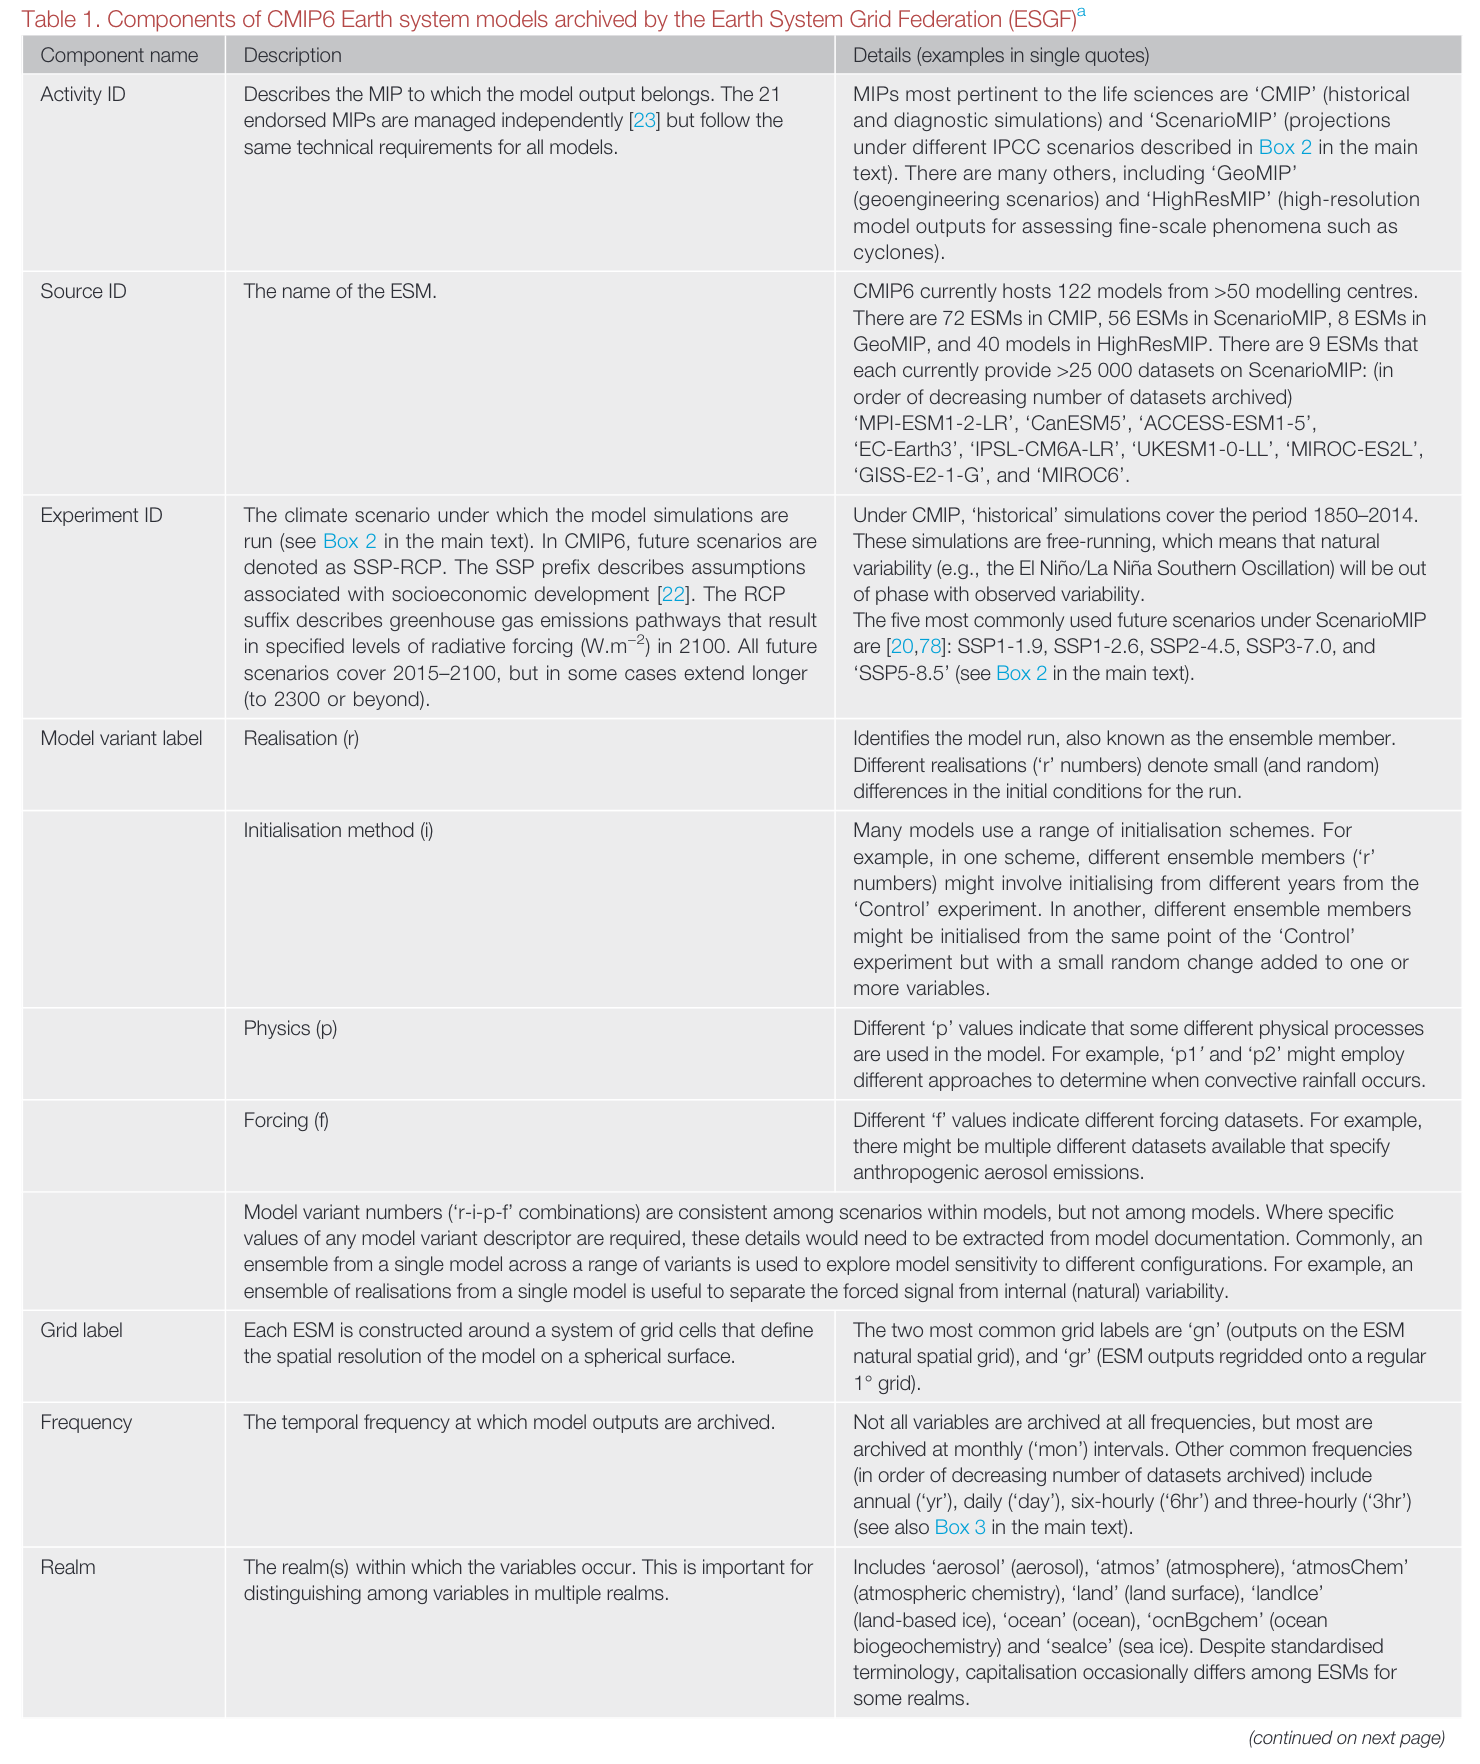 Table 1. Components of CMIP6 Earth system models archived by the Earth System Grid Federation (ESGF)a
Component name
Description
Details (examples in single quotes)
Activity ID
Describes the MIP to which the model output belongs. The 21
endorsed MIPs are managed independently [23] but follow the
same technical requirements for all models.
MIPs most pertinent to the life sciences are ‘CMIP’ (historical
and diagnostic simulations) and ‘ScenarioMIP’ (projections
under different IPCC scenarios described in Box 2 in the main
text). There are many others, including ‘GeoMIP’
(geoengineering scenarios) and ‘HighResMIP’ (high-resolution
model outputs for assessing fine-scale phenomena such as
cyclones).
Source ID
The name of the ESM.
CMIP6 currently hosts 122 models from >50 modelling centres.
There are 72 ESMs in CMIP, 56 ESMs in ScenarioMIP, 8 ESMs in
GeoMIP, and 40 models in HighResMIP. There are 9 ESMs that
each currently provide >25 000 datasets on ScenarioMIP: (in
order of decreasing number of datasets archived)
‘MPI-ESM1-2-LR’, ‘CanESM5’, ‘ACCESS-ESM1-5’,
‘EC-Earth3’, ‘IPSL-CM6A-LR’, ‘UKESM1-0-LL’, ‘MIROC-ES2L’,
‘GISS-E2-1-G’, and ‘MIROC6’.
Experiment ID
The climate scenario under which the model simulations are
run (see Box 2 in the main text). In CMIP6, future scenarios are
denoted as SSP-RCP. The SSP prefix describes assumptions
associated with socioeconomic development [22]. The RCP
suffix describes greenhouse gas emissions pathways that result
in specified levels of radiative forcing (W.m−2) in 2100. All future
scenarios cover 2015–2100, but in some cases extend longer
(to 2300 or beyond).
Under CMIP, ‘historical’ simulations cover the period 1850–2014.
These simulations are free-running, which means that natural
variability (e.g., the El Niño/La Niña Southern Oscillation) will be out
of phase with observed variability.
The five most commonly used future scenarios under ScenarioMIP
are [20,78]: SSP1-1.9, SSP1-2.6, SSP2-4.5, SSP3-7.0, and
‘SSP5-8.5’ (see Box 2 in the main text).
Model variant label
Realisation (r)
Identifies the model run, also known as the ensemble member.
Different realisations (‘r’ numbers) denote small (and random)
differences in the initial conditions for the run.
Initialisation method (i)
Many models use a range of initialisation schemes. For
example, in one scheme, different ensemble members (‘r’
numbers) might involve initialising from different years from the
‘Control’ experiment. In another, different ensemble members
might be initialised from the same point of the ‘Control’
experiment but with a small random change added to one or
more variables.
Physics (p)
Different ‘p’ values indicate that some different physical processes
are used in the model. For example, ‘p1′ and ‘p2’ might employ
different approaches to determine when convective rainfall occurs.
Forcing (f)
Different ‘f’ values indicate different forcing datasets. For example,
there might be multiple different datasets available that specify
anthropogenic aerosol emissions.
Model variant numbers (‘r-i-p-f’ combinations) are consistent among scenarios within models, but not among models. Where specific
values of any model variant descriptor are required, these details would need to be extracted from model documentation. Commonly, an
ensemble from a single model across a range of variants is used to explore model sensitivity to different configurations. For example, an
ensemble of realisations from a single model is useful to separate the forced signal from internal (natural) variability.
Grid label
Each ESM is constructed around a system of grid cells that define
the spatial resolution of the model on a spherical surface.
The two most common grid labels are ‘gn’ (outputs on the ESM
natural spatial grid), and ‘gr’ (ESM outputs regridded onto a regular
1° grid).
Frequency
The temporal frequency at which model outputs are archived.
Not all variables are archived at all frequencies, but most are
archived at monthly (‘mon’) intervals. Other common frequencies
(in order of decreasing number of datasets archived) include
annual (‘yr’), daily (‘day’), six-hourly (‘6hr’) and three-hourly (‘3hr’)
(see also Box 3 in the main text).
Realm
The realm(s) within which the variables occur. This is important for
distinguishing among variables in multiple realms.
Includes ‘aerosol’ (aerosol), ‘atmos’ (atmosphere), ‘atmosChem’
(atmospheric chemistry), ‘land’ (land surface), ‘landIce’
(land-based ice), ‘ocean’ (ocean), ‘ocnBgchem’ (ocean
biogeochemistry) and ‘seaIce’ (sea ice). Despite standardised
terminology, capitalisation occasionally differs among ESMs for
some realms.
(continued on next page)